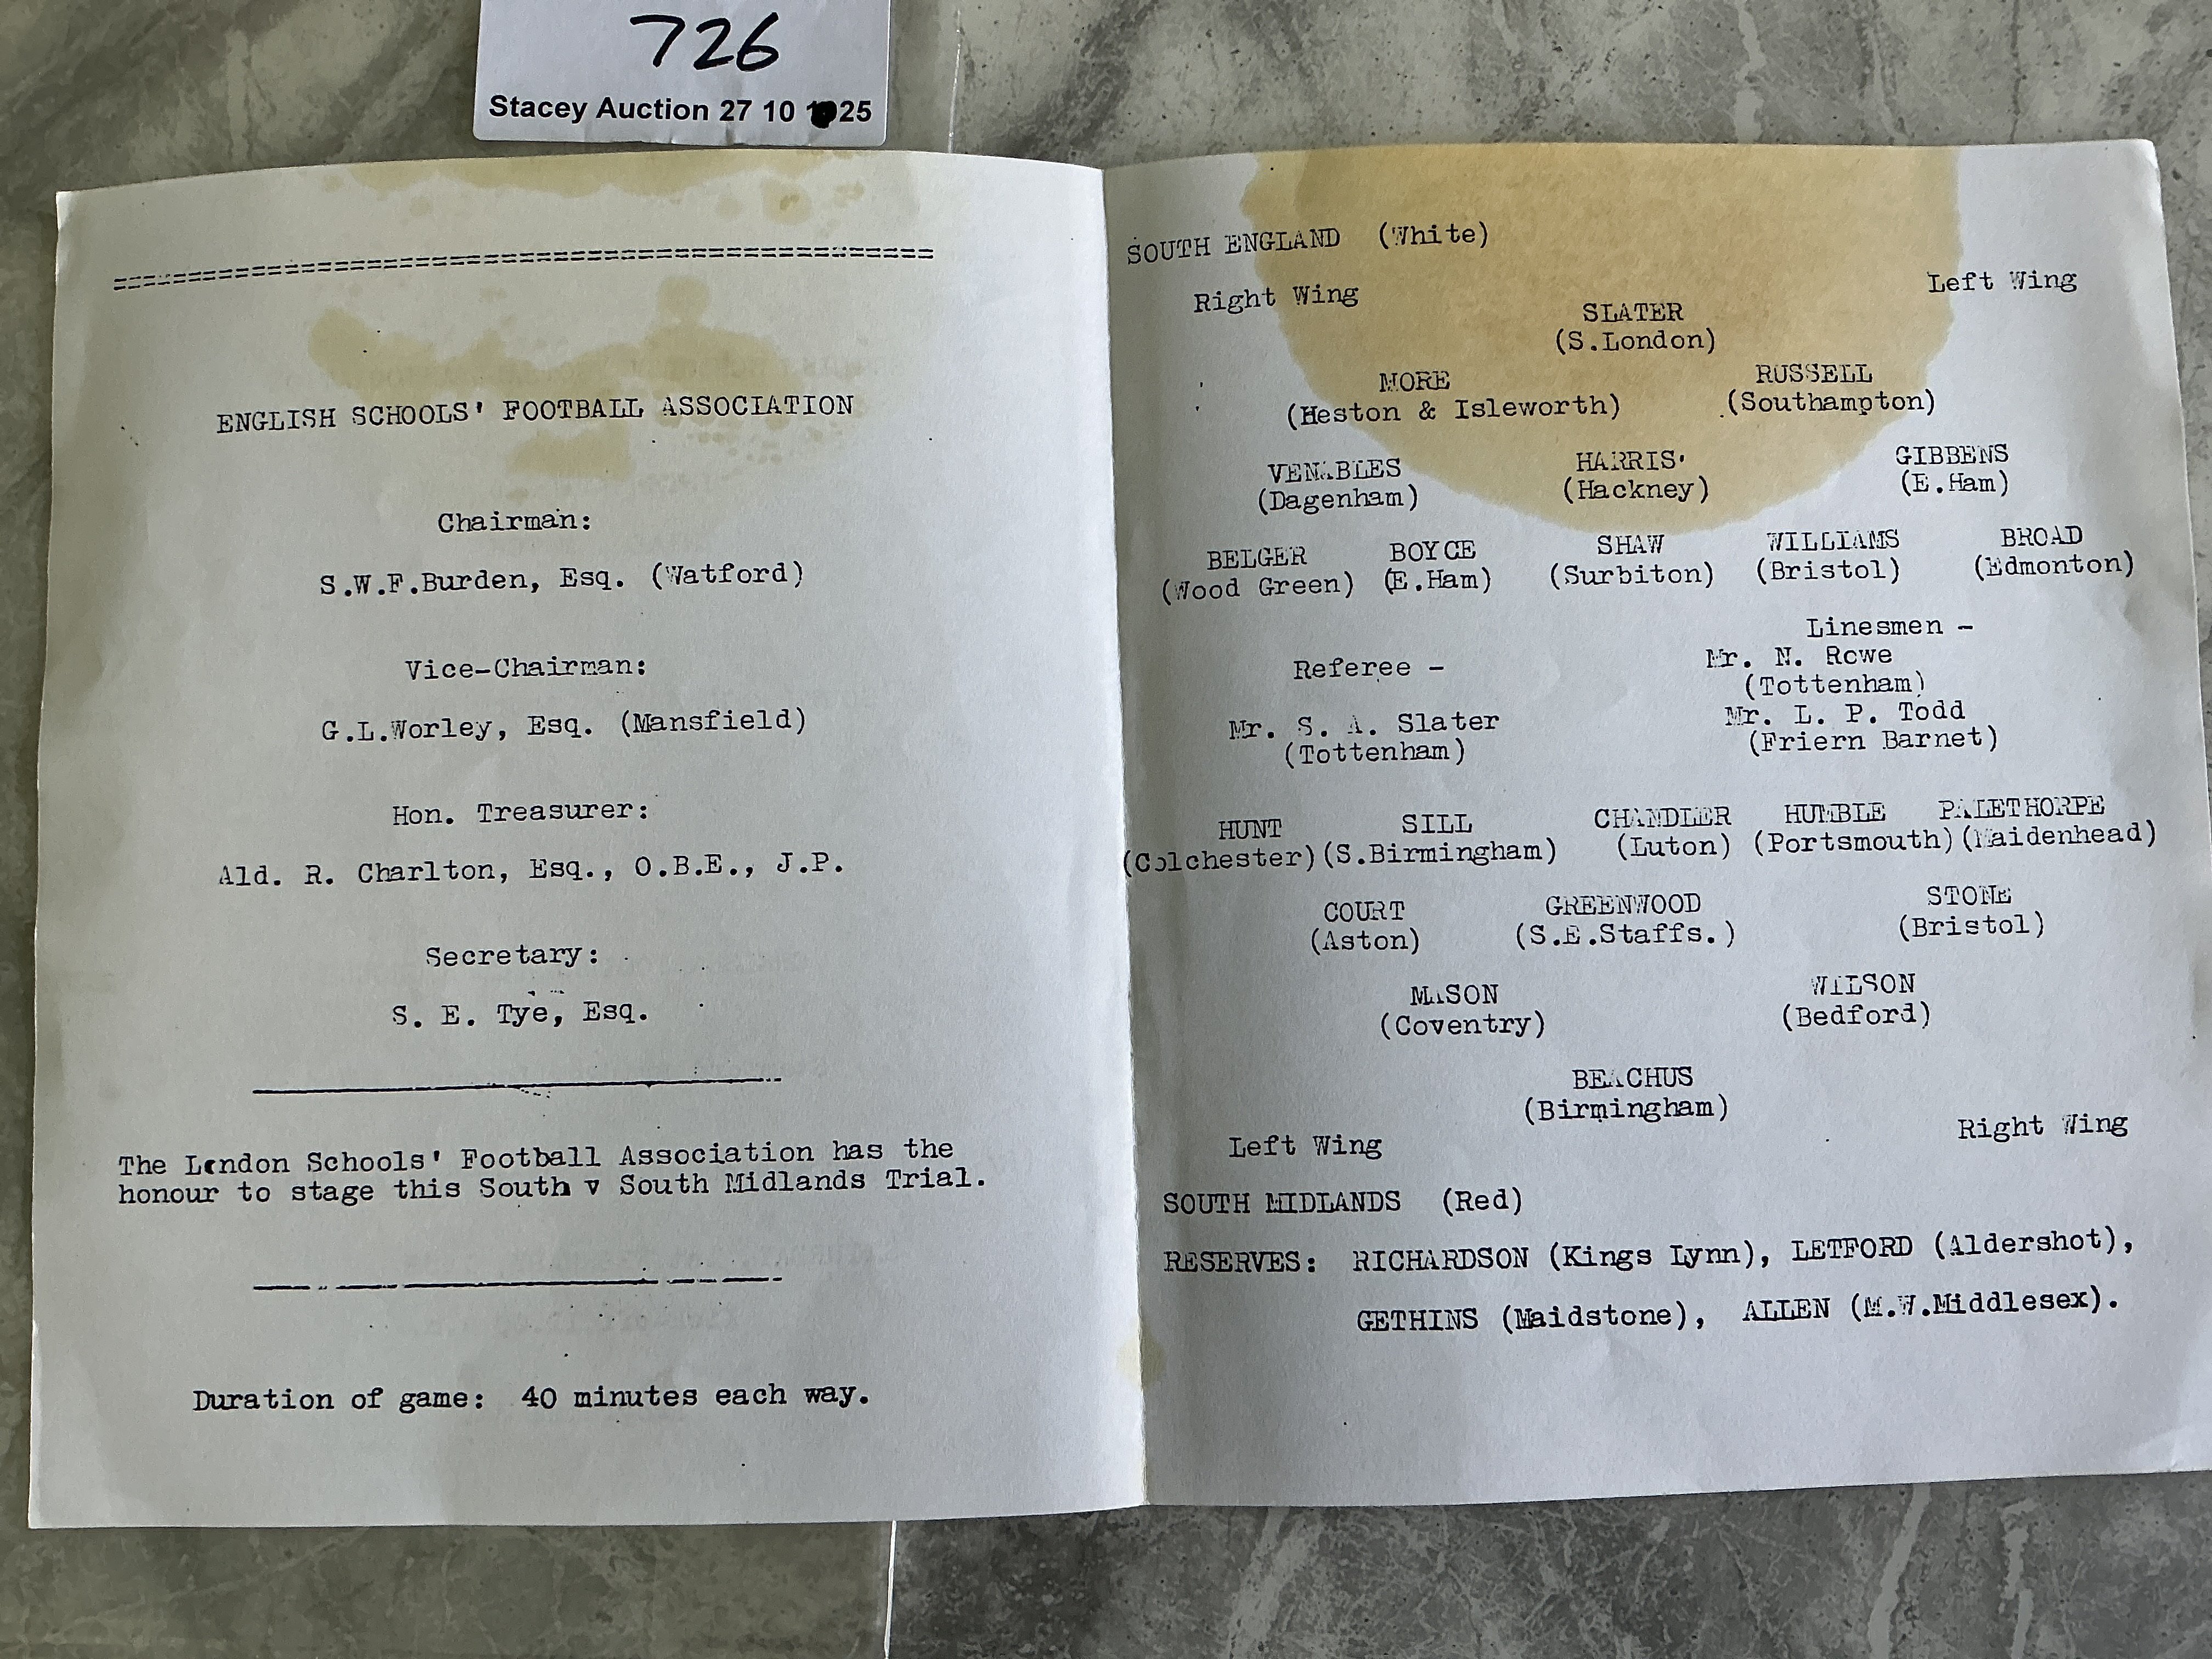 726
Stacey Auction 27 10 25
=====================================================
ENGLISH SCHOOLS' FOOTBALL ASSOCIATION
Chairman:
S.W.F.Burden, Esq. (Watford)
Vice-Chairman:
G.L.Worley, Esq. (Mansfield)
Hon. Treasurer:
Ald. R. Charlton, Esq., O.B.E., J.P.
Secretary:
S. E. Tye, Esq.
The London Schools' Football Association has the
honour to stage this South v South Midlands Trial.
Duration of game: 40 minutes each way.
SOUTH ENGLAND (White)
Right Wing Left Wing
SLATER
(S.London)
MORE RUSSELL
(Heston & Isleworth) (Southampton)
VENABLES HARRIS' GIBBENS
(Dagenham) (Hackney) (E.Ham)
BELGER BOYCE SHAW WILLIAMS BROAD
(Wood Green) (E.Ham) (Surbiton) (Bristol) (Edmonton)
Linesmen -
Referee - Mr. N. Rowe
(Tottenham)
Mr. S. A. Slater Mr. L. P. Todd
(Tottenham) (Friern Barnet)
HUNT SILL CHANDLER HUMBLE PALETHORPE
(Colchester) (S.Birmingham) (Luton) (Portsmouth) (Maidenhead)
COURT GREENWOOD STONE
(Aston) (S.E.Staffs.) (Bristol)
MASON WILSON
(Coventry) (Bedford)
BEACHUS
(Birmingham)
Left Wing Right Wing
SOUTH MIDLANDS (Red)
RESERVES: RICHARDSON (Kings Lynn), LETFORD (Aldershot),
GETHINS (Maidstone), ALLEN (M.W.Middlesex).